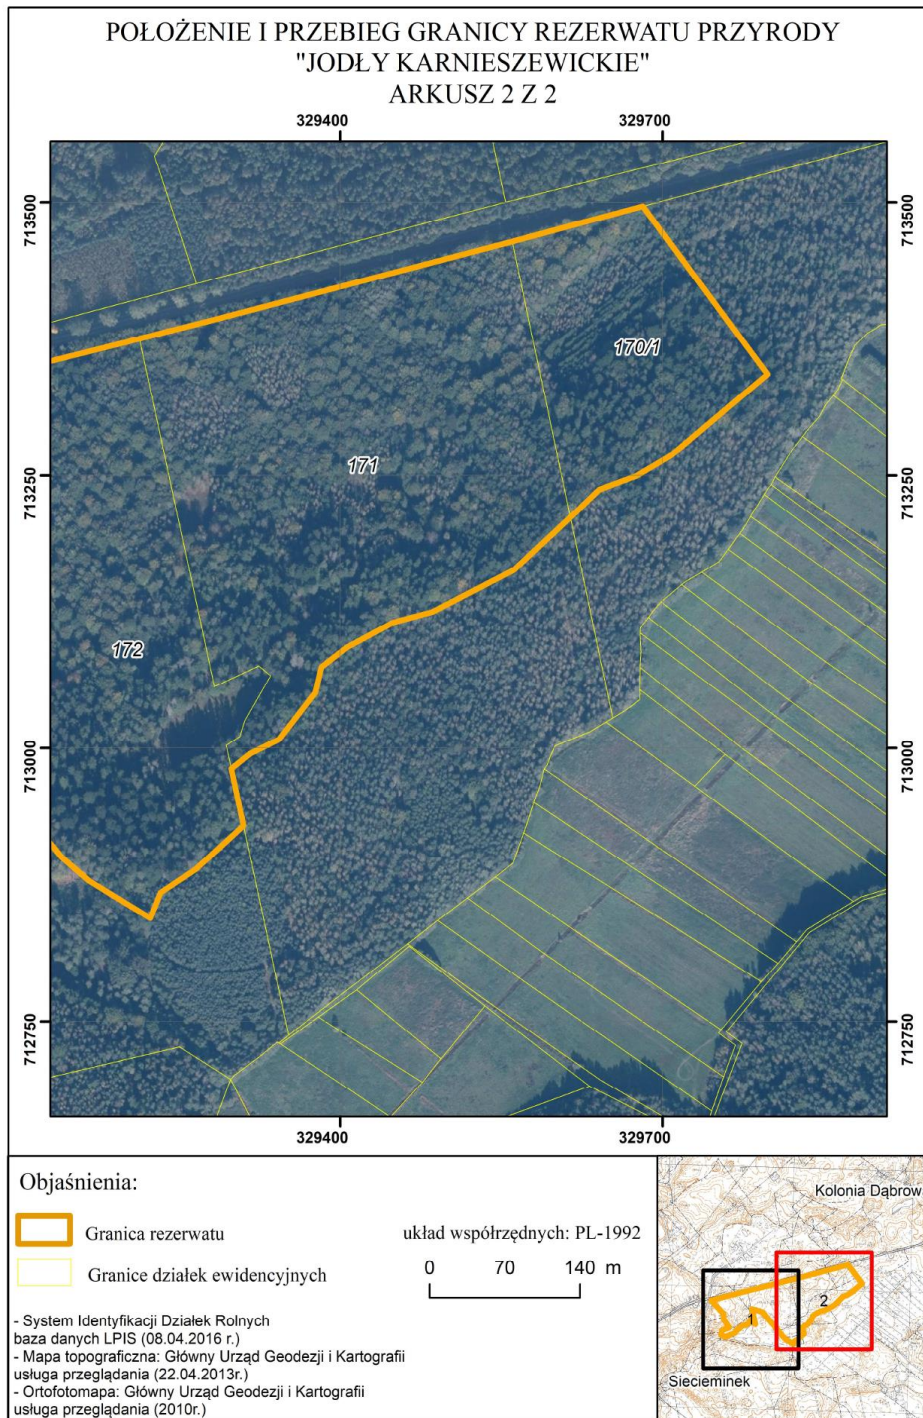 POŁOŻENIE I PRZEBIEG GRANICY REZERWATU PRZYRODY
"JODŁY KARNIESZEWICKIE"
ARKUSZ 2 Z 2
329400 329700
713500 713500
170/1
171
713250 713250
172
713000 713000
712750 712750
329400 329700
Objaśnienia:
Granica rezerwatu
Granice działek ewidencyjnych
układ współrzędnych: PL-1992
0 70 140 m
- System Identyfikacji Działek Rolnych
baza danych LPIS (08.04.2016 r.)
- Mapa topograficzna: Główny Urząd Geodezji i Kartografii
usługa przeglądania (22.04.2013r.)
- Ortofotomapa: Główny Urząd Geodezji i Kartografii
usługa przeglądania (2010r.)
Kolonia Dąbrow
2
1
Siecieminek